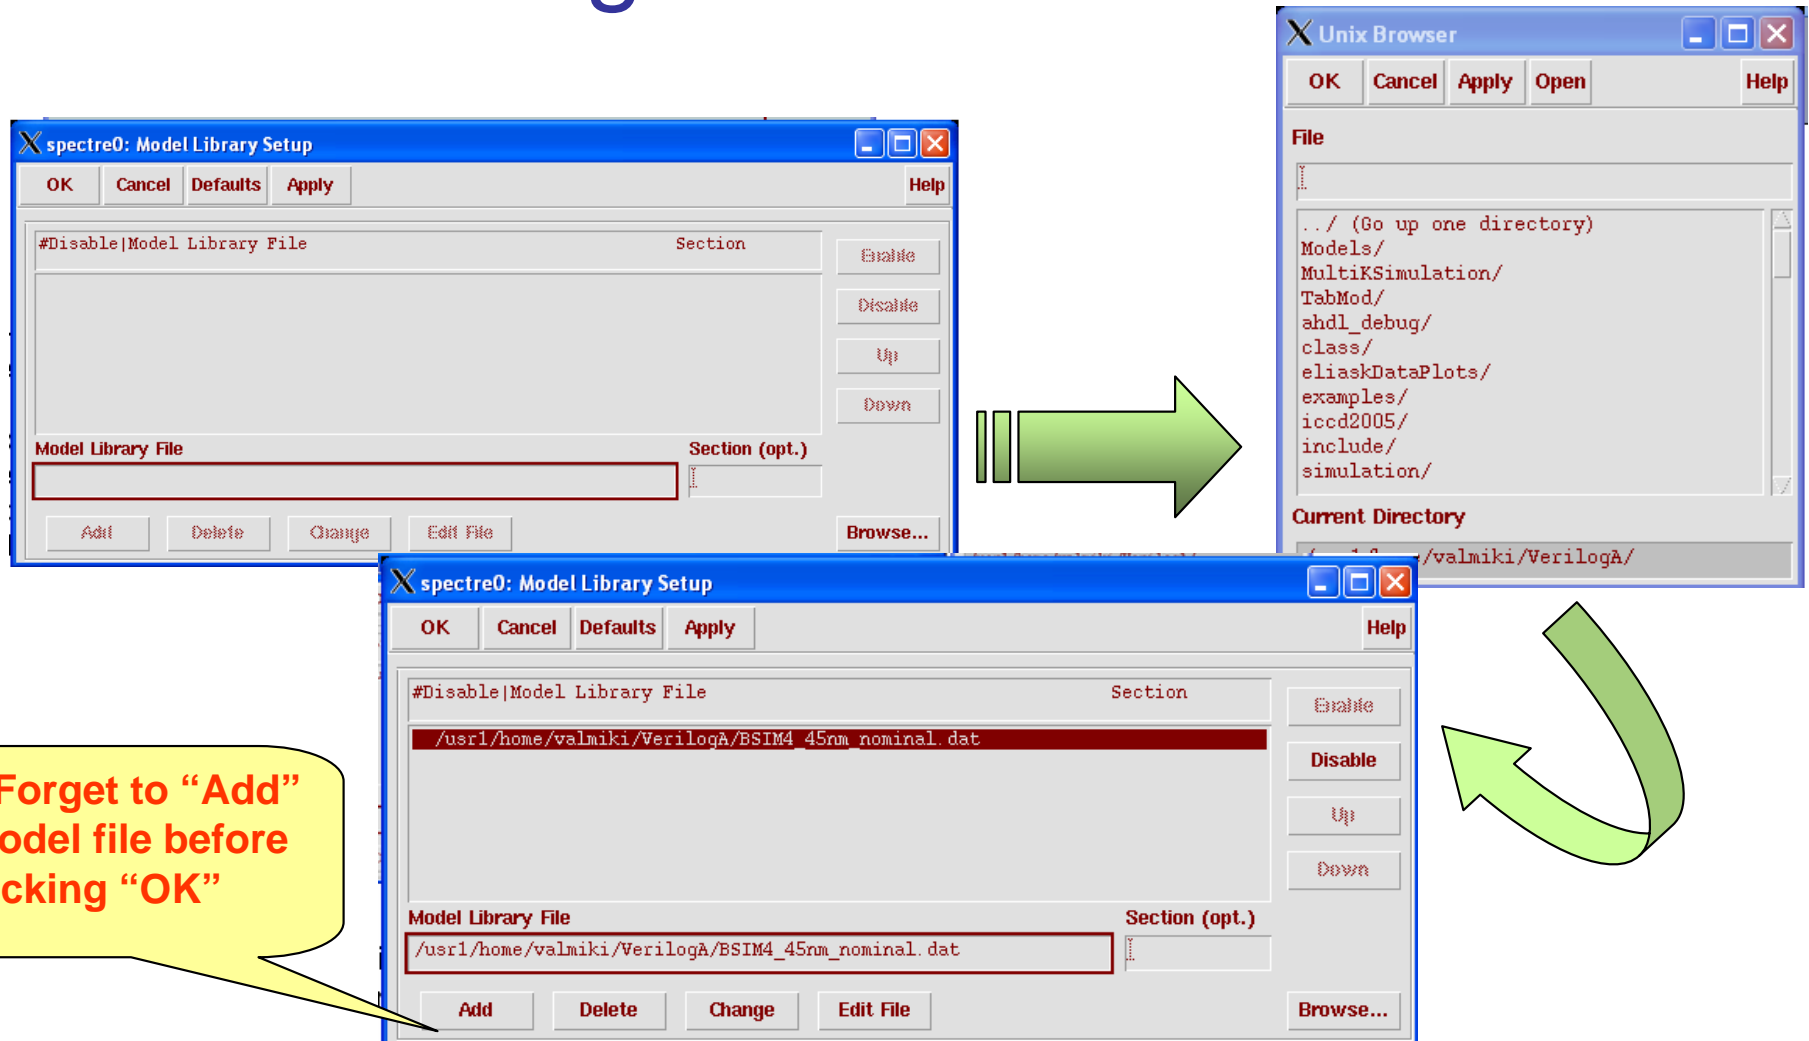 g
spectre0: Model Library Setup
OK Cancel Defaults Apply Help
#Disable|Model Library File Section
Enable
Disable
Up
Down
Model Library File Section (opt.)
Add Delete Change Edit File Browse...
Unix Browser
OK Cancel Apply Open Help
File
../ (Go up one directory)
Models/
MultiKSimulation/
TabMod/
ahdl_debug/
class/
eliaskDataPlots/
examples/
iccd2005/
include/
simulation/
Current Directory
/valmiki/VerilogA/
spectre0: Model Library Setup
OK Cancel Defaults Apply Help
#Disable|Model Library File Section
/usr1/home/valmiki/VerilogA/BSIM4_45nm_nominal.dat
Enable
Disable
Up
Down
Model Library File Section (opt.)
/usr1/home/valmiki/VerilogA/BSIM4_45nm_nominal.dat
Add Delete Change Edit File Browse...
Forget to “Add”
odel file before
cking “OK”